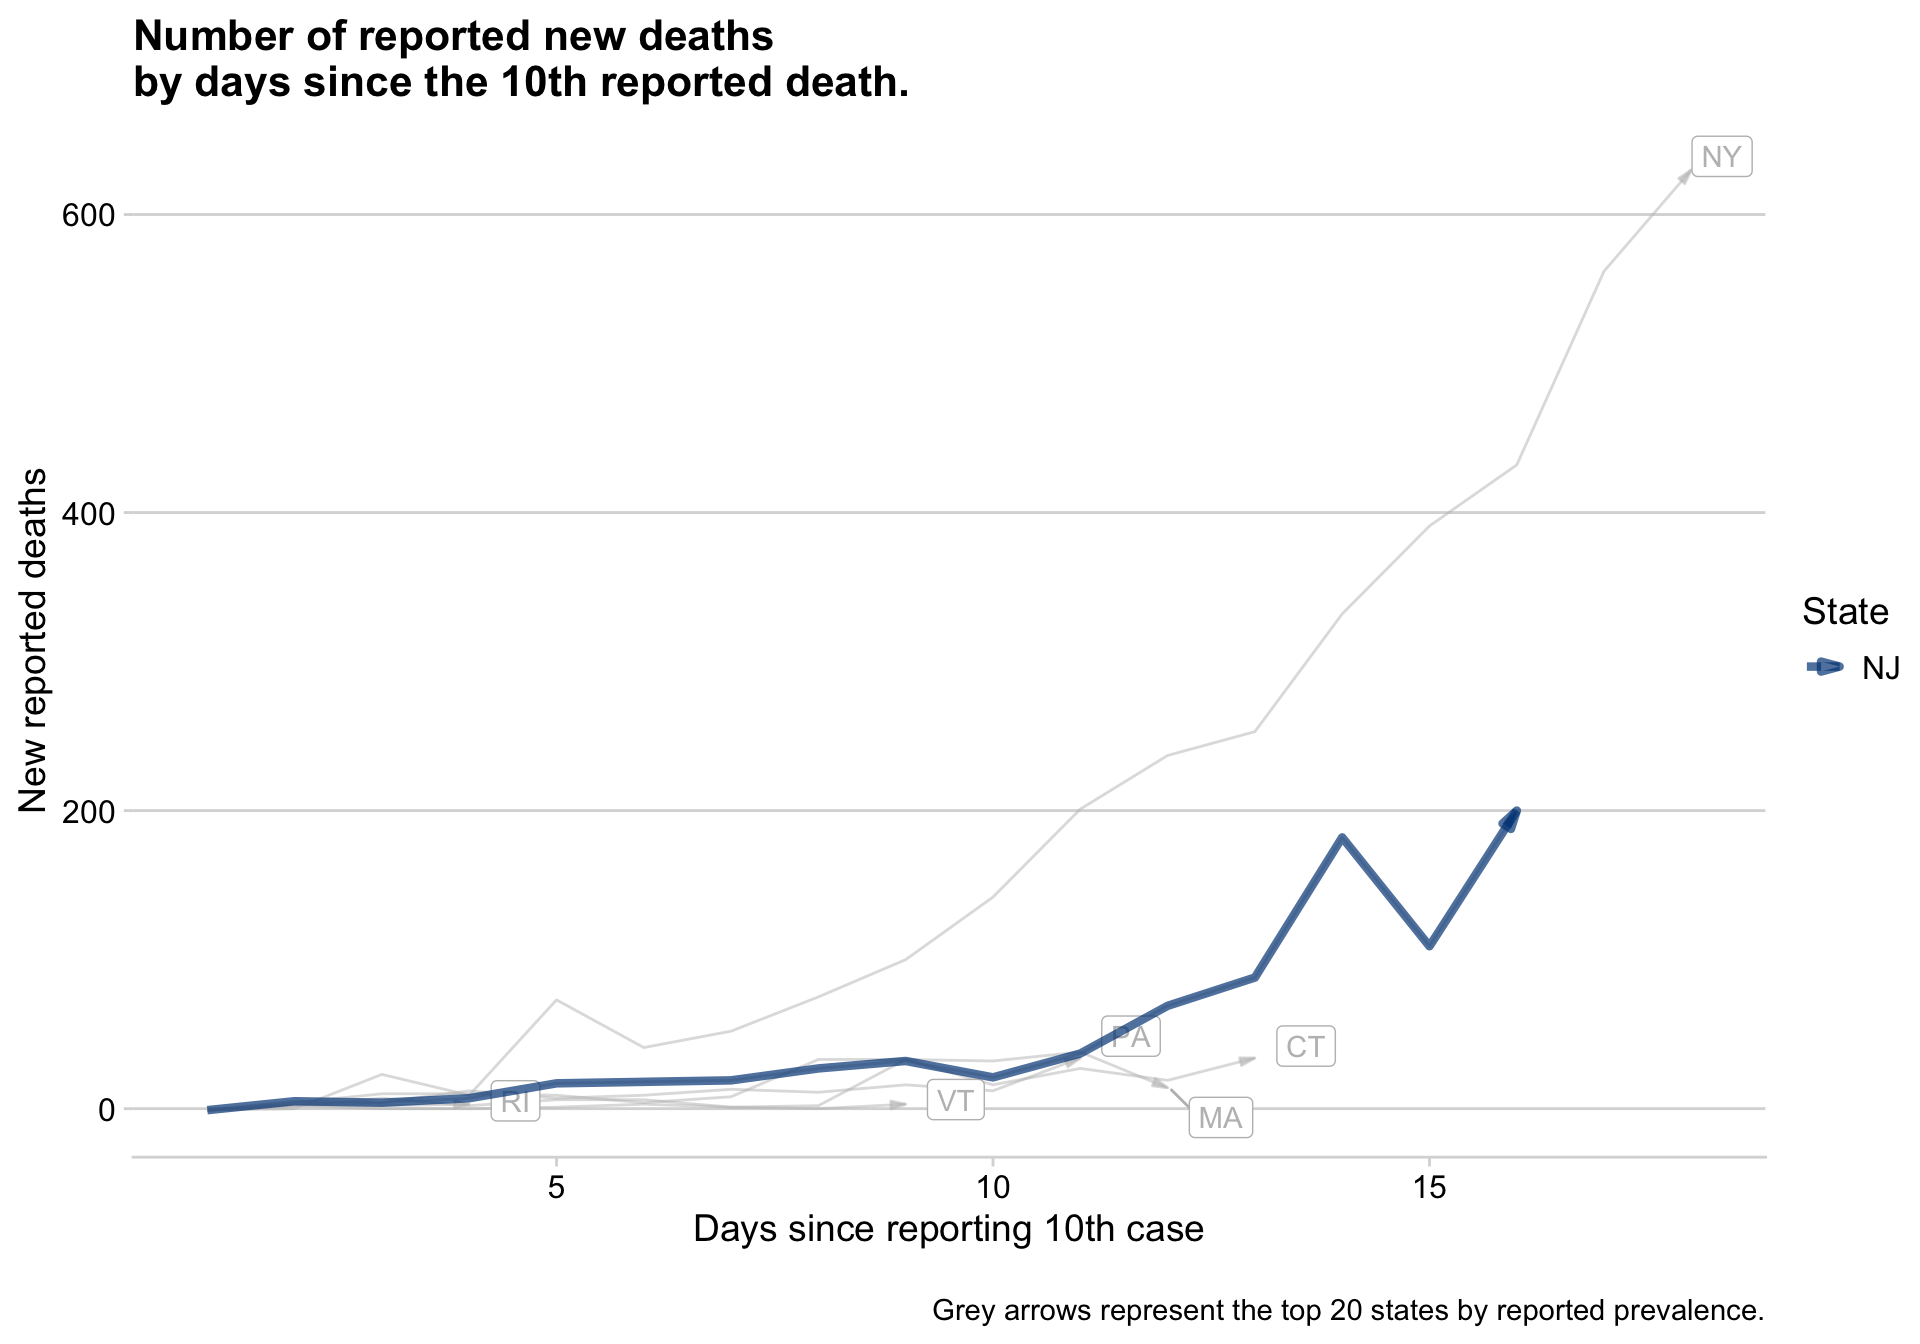 Number of reported new deaths
by days since the 10th reported death.
New reported deaths
600
400
200
0
NY
PA
CT
RI
VT
MA
5
10
15
Days since reporting 10th case
State
NJ
Grey arrows represent the top 20 states by reported prevalence.